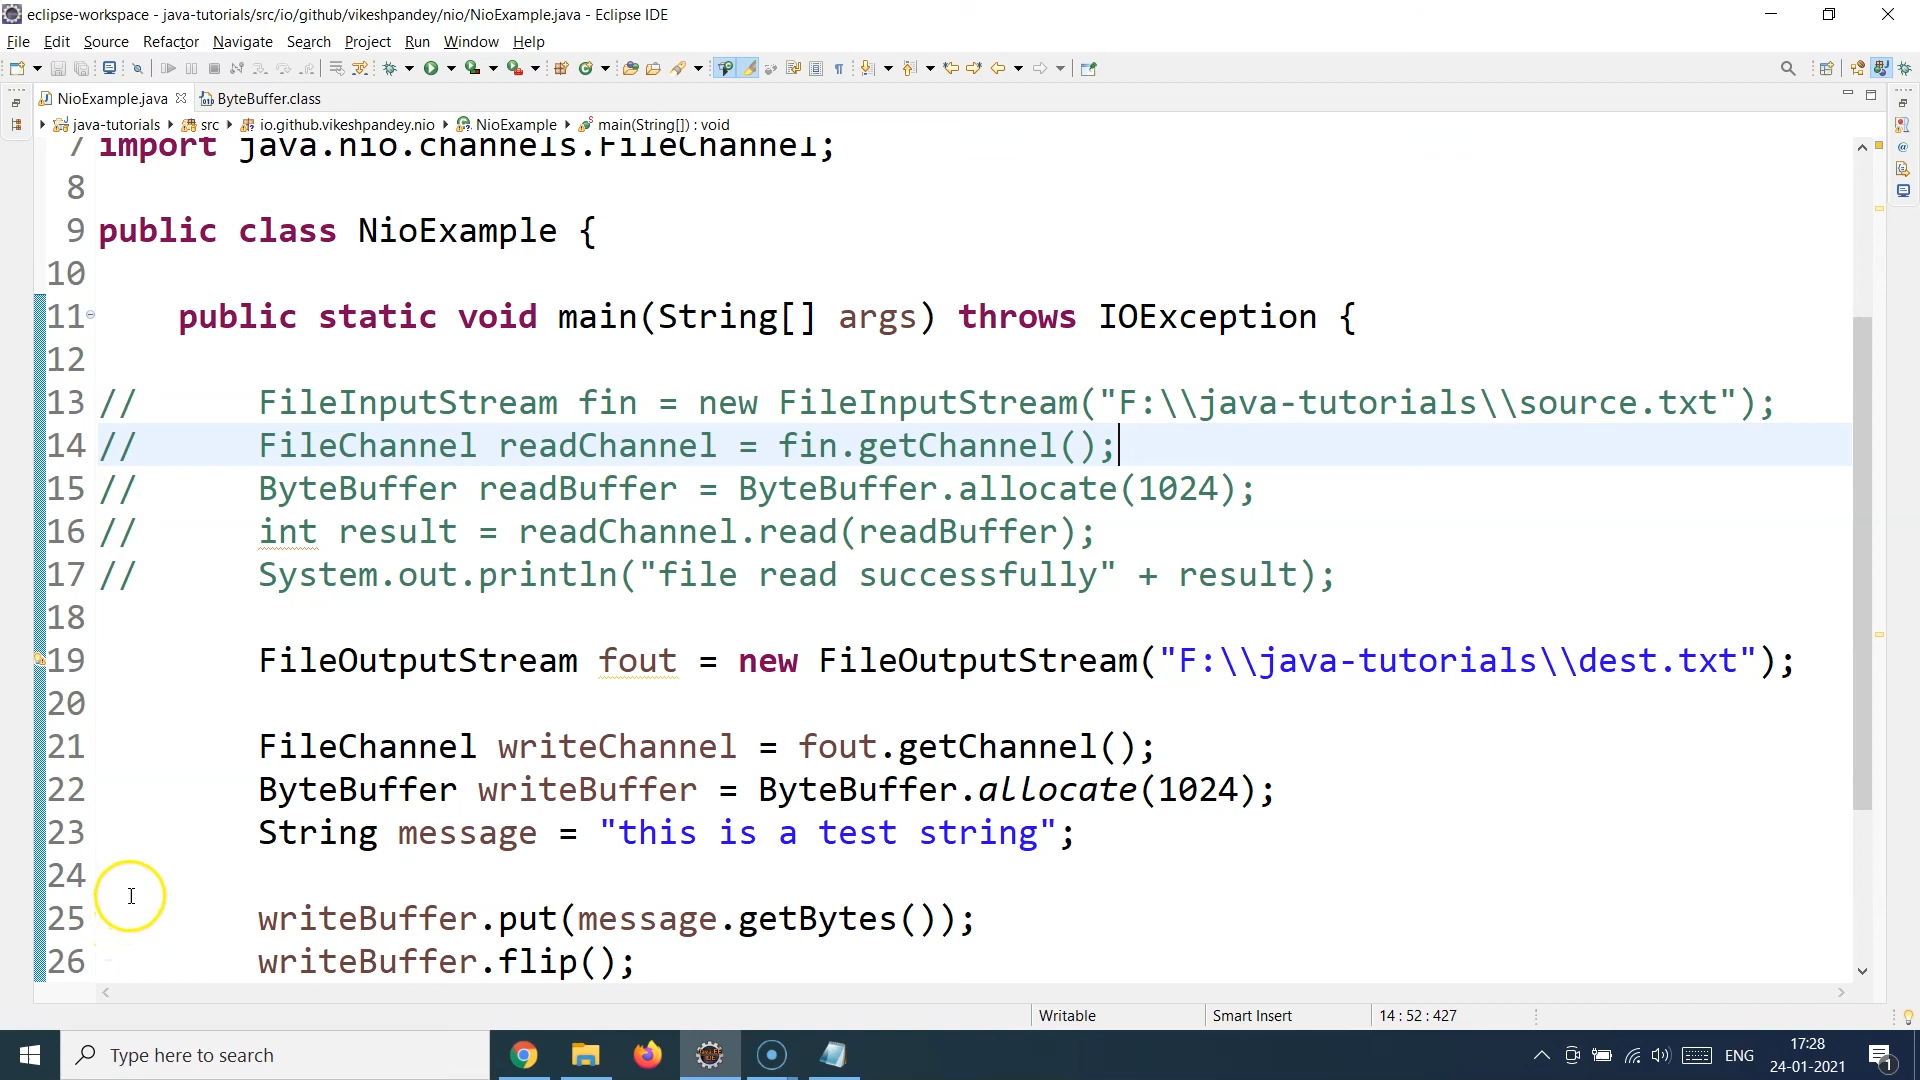 eclipse-workspace - java-tutorials/src/io/github/vikeshpandey/nio/NioExample.java - Eclipse IDE
File Edit Source Refactor Navigate Search Project Run Window Help
NioExample.java ByteBuffer.class
java-tutorials src io.github.vikeshpandey.nio NioExample main(String[]) : void
7 import java.nio.channels.FileChannel;
8
9 public class NioExample {
10
11 public static void main(String[] args) throws IOException {
12
13 // FileInputStream fin = new FileInputStream("F:\\java-tutorials\\source.txt");
14 // FileChannel readChannel = fin.getChannel();
15 // ByteBuffer readBuffer = ByteBuffer.allocate(1024);
16 // int result = readChannel.read(readBuffer);
17 // System.out.println("file read successfully" + result);
18
19 FileOutputStream fout = new FileOutputStream("F:\\java-tutorials\\dest.txt");
20
21 FileChannel writeChannel = fout.getChannel();
22 ByteBuffer writeBuffer = ByteBuffer.allocate(1024);
23 String message = "this is a test string";
24
25 writeBuffer.put(message.getBytes());
26 writeBuffer.flip();
Writable Smart Insert 14 : 52 : 427
Type here to search
ENG
17:28
24-01-2021
1